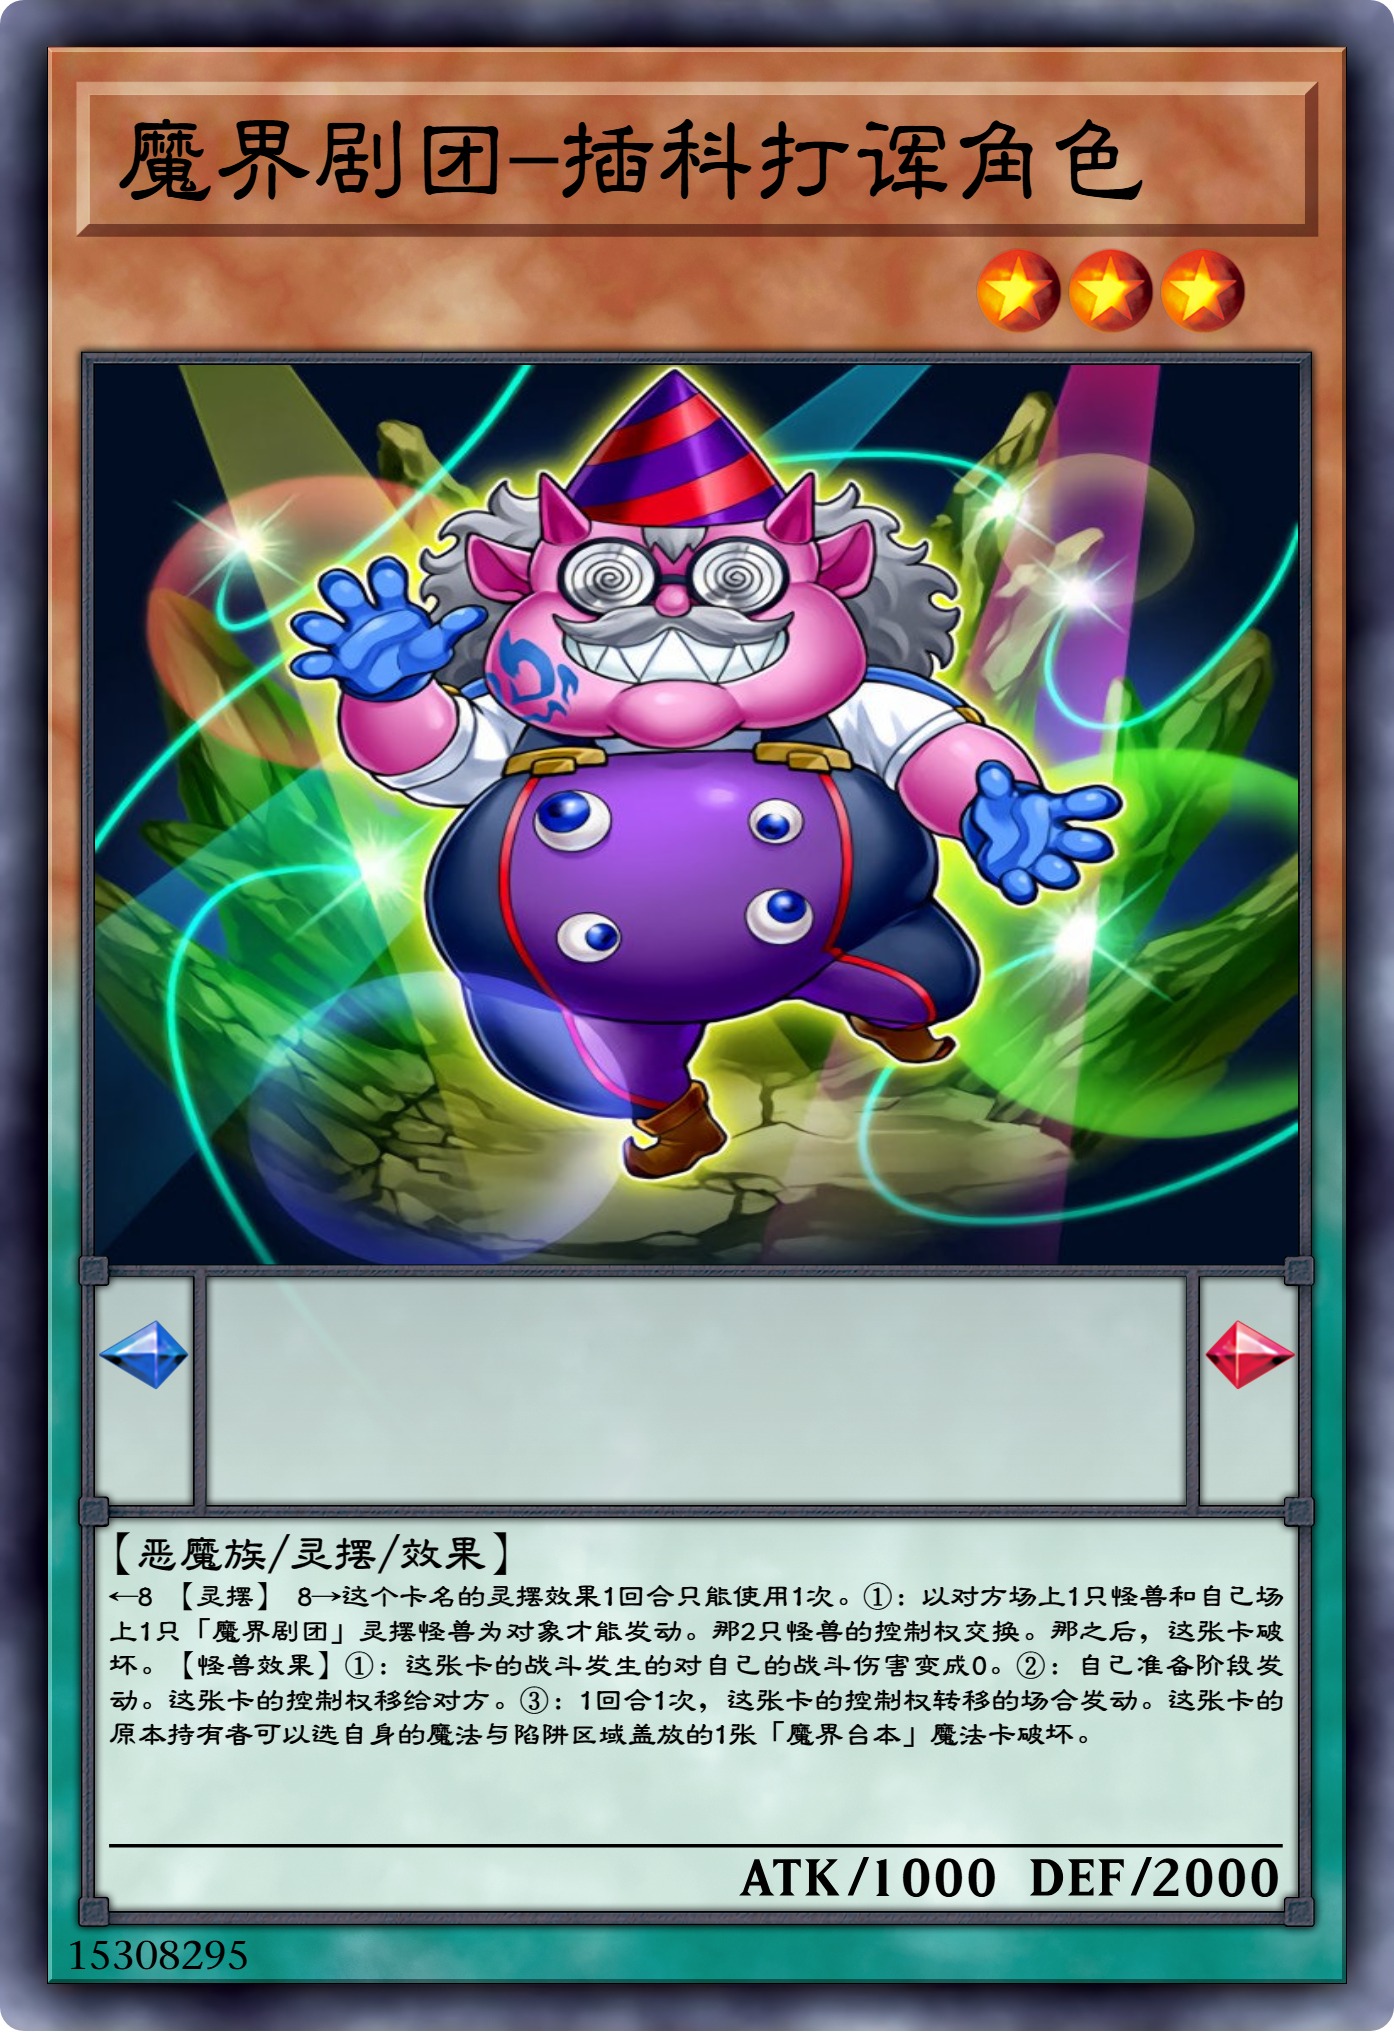 魔界剧团-插科打诨角色
【恶魔族/灵摆/效果】
←8 【灵摆】 8→这个卡名的灵摆效果1回合只能使用1次。①：以对方场上1只怪兽和自己场
上1只「魔界剧团」灵摆怪兽为对象才能发动。那2只怪兽的控制权交换。那之后，这张卡破
坏。【怪兽效果】①：这张卡的战斗发生的对自己的战斗伤害变成0。②：自己准备阶段发
动。这张卡的控制权移给对方。③：1回合1次，这张卡的控制权转移的场合发动。这张卡的
原本持有者可以选自身的魔法与陷阱区域盖放的1张「魔界台本」魔法卡破坏。
ATK/1000 DEF/2000
15308295